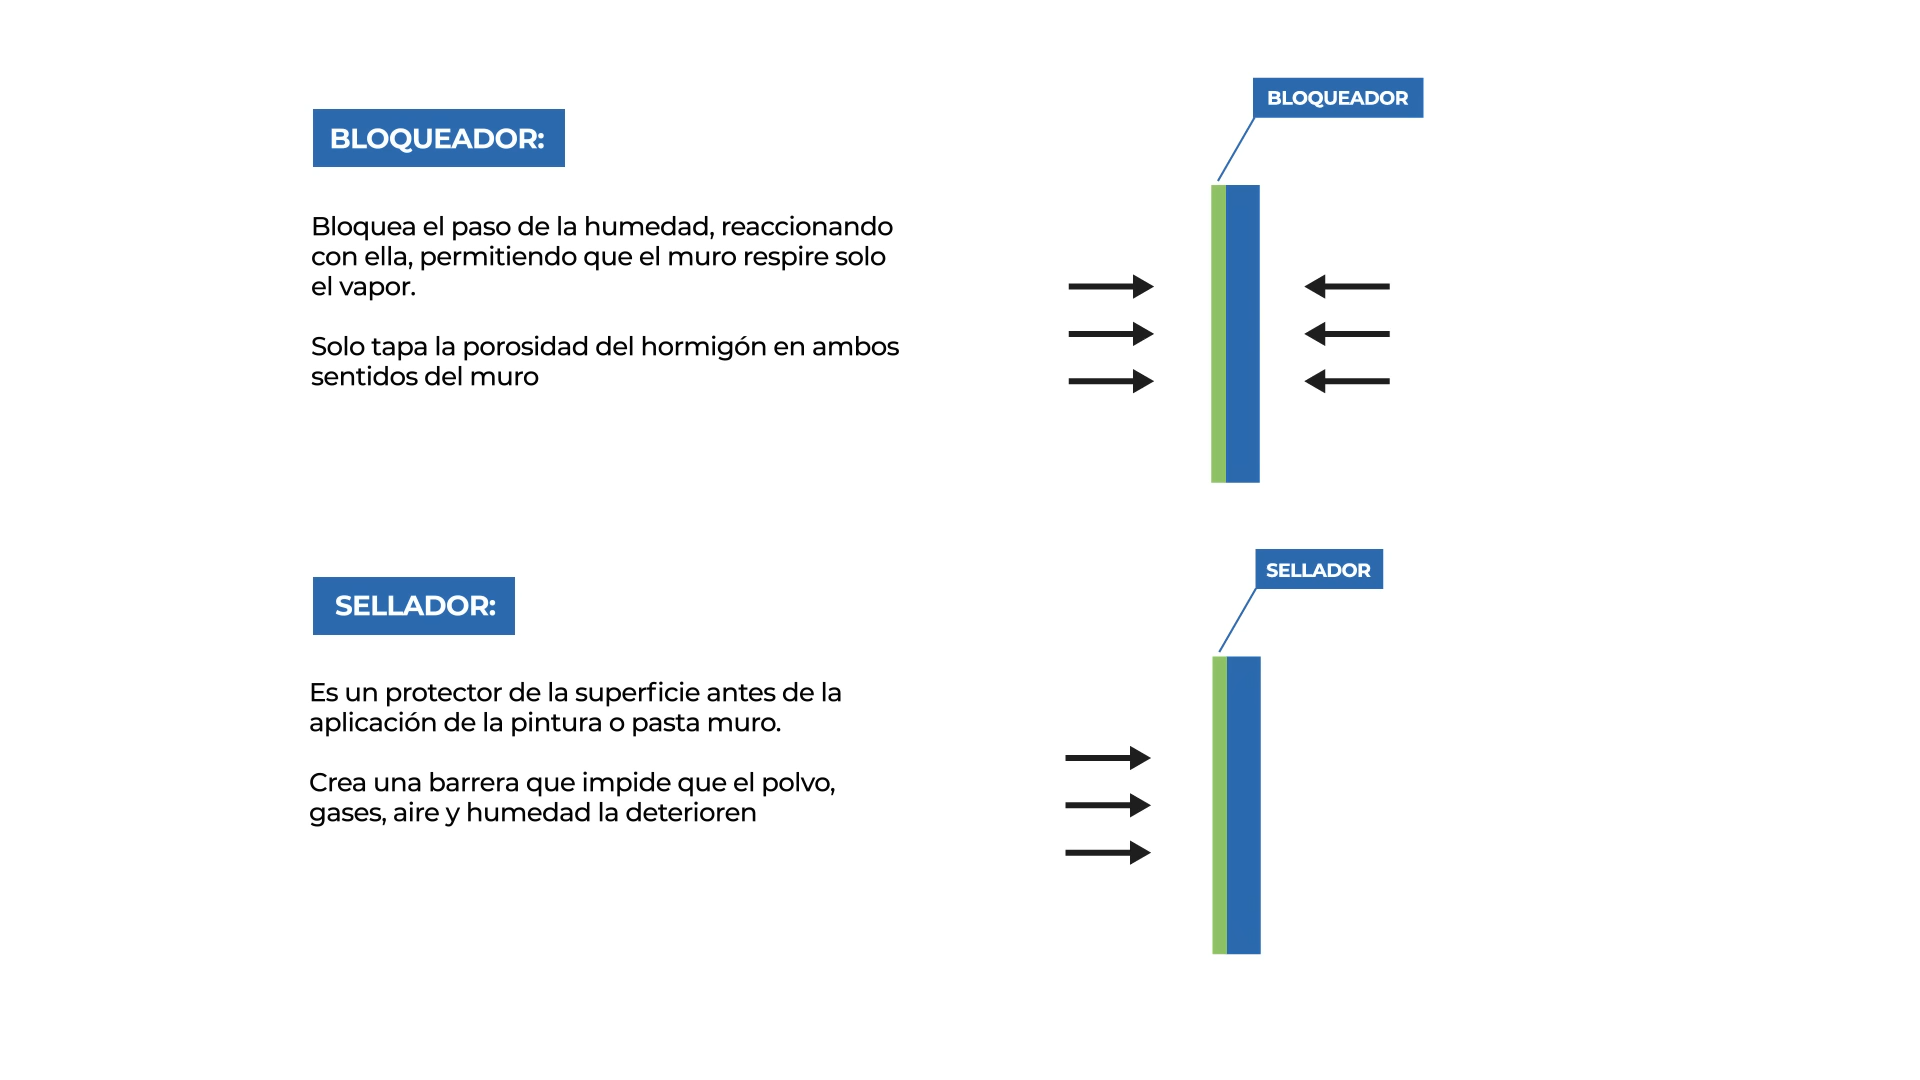 BLOQUEADOR:
Bloquea el paso de la humedad, reaccionando
con ella, permitiendo que el muro respire solo
el vapor.
Solo tapa la porosidad del hormigón en ambos
sentidos del muro
BLOQUEADOR
SELLADOR:
Es un protector de la superficie antes de la
aplicación de la pintura o pasta muro.
Crea una barrera que impide que el polvo,
gases, aire y humedad la deterioren
SELLADOR